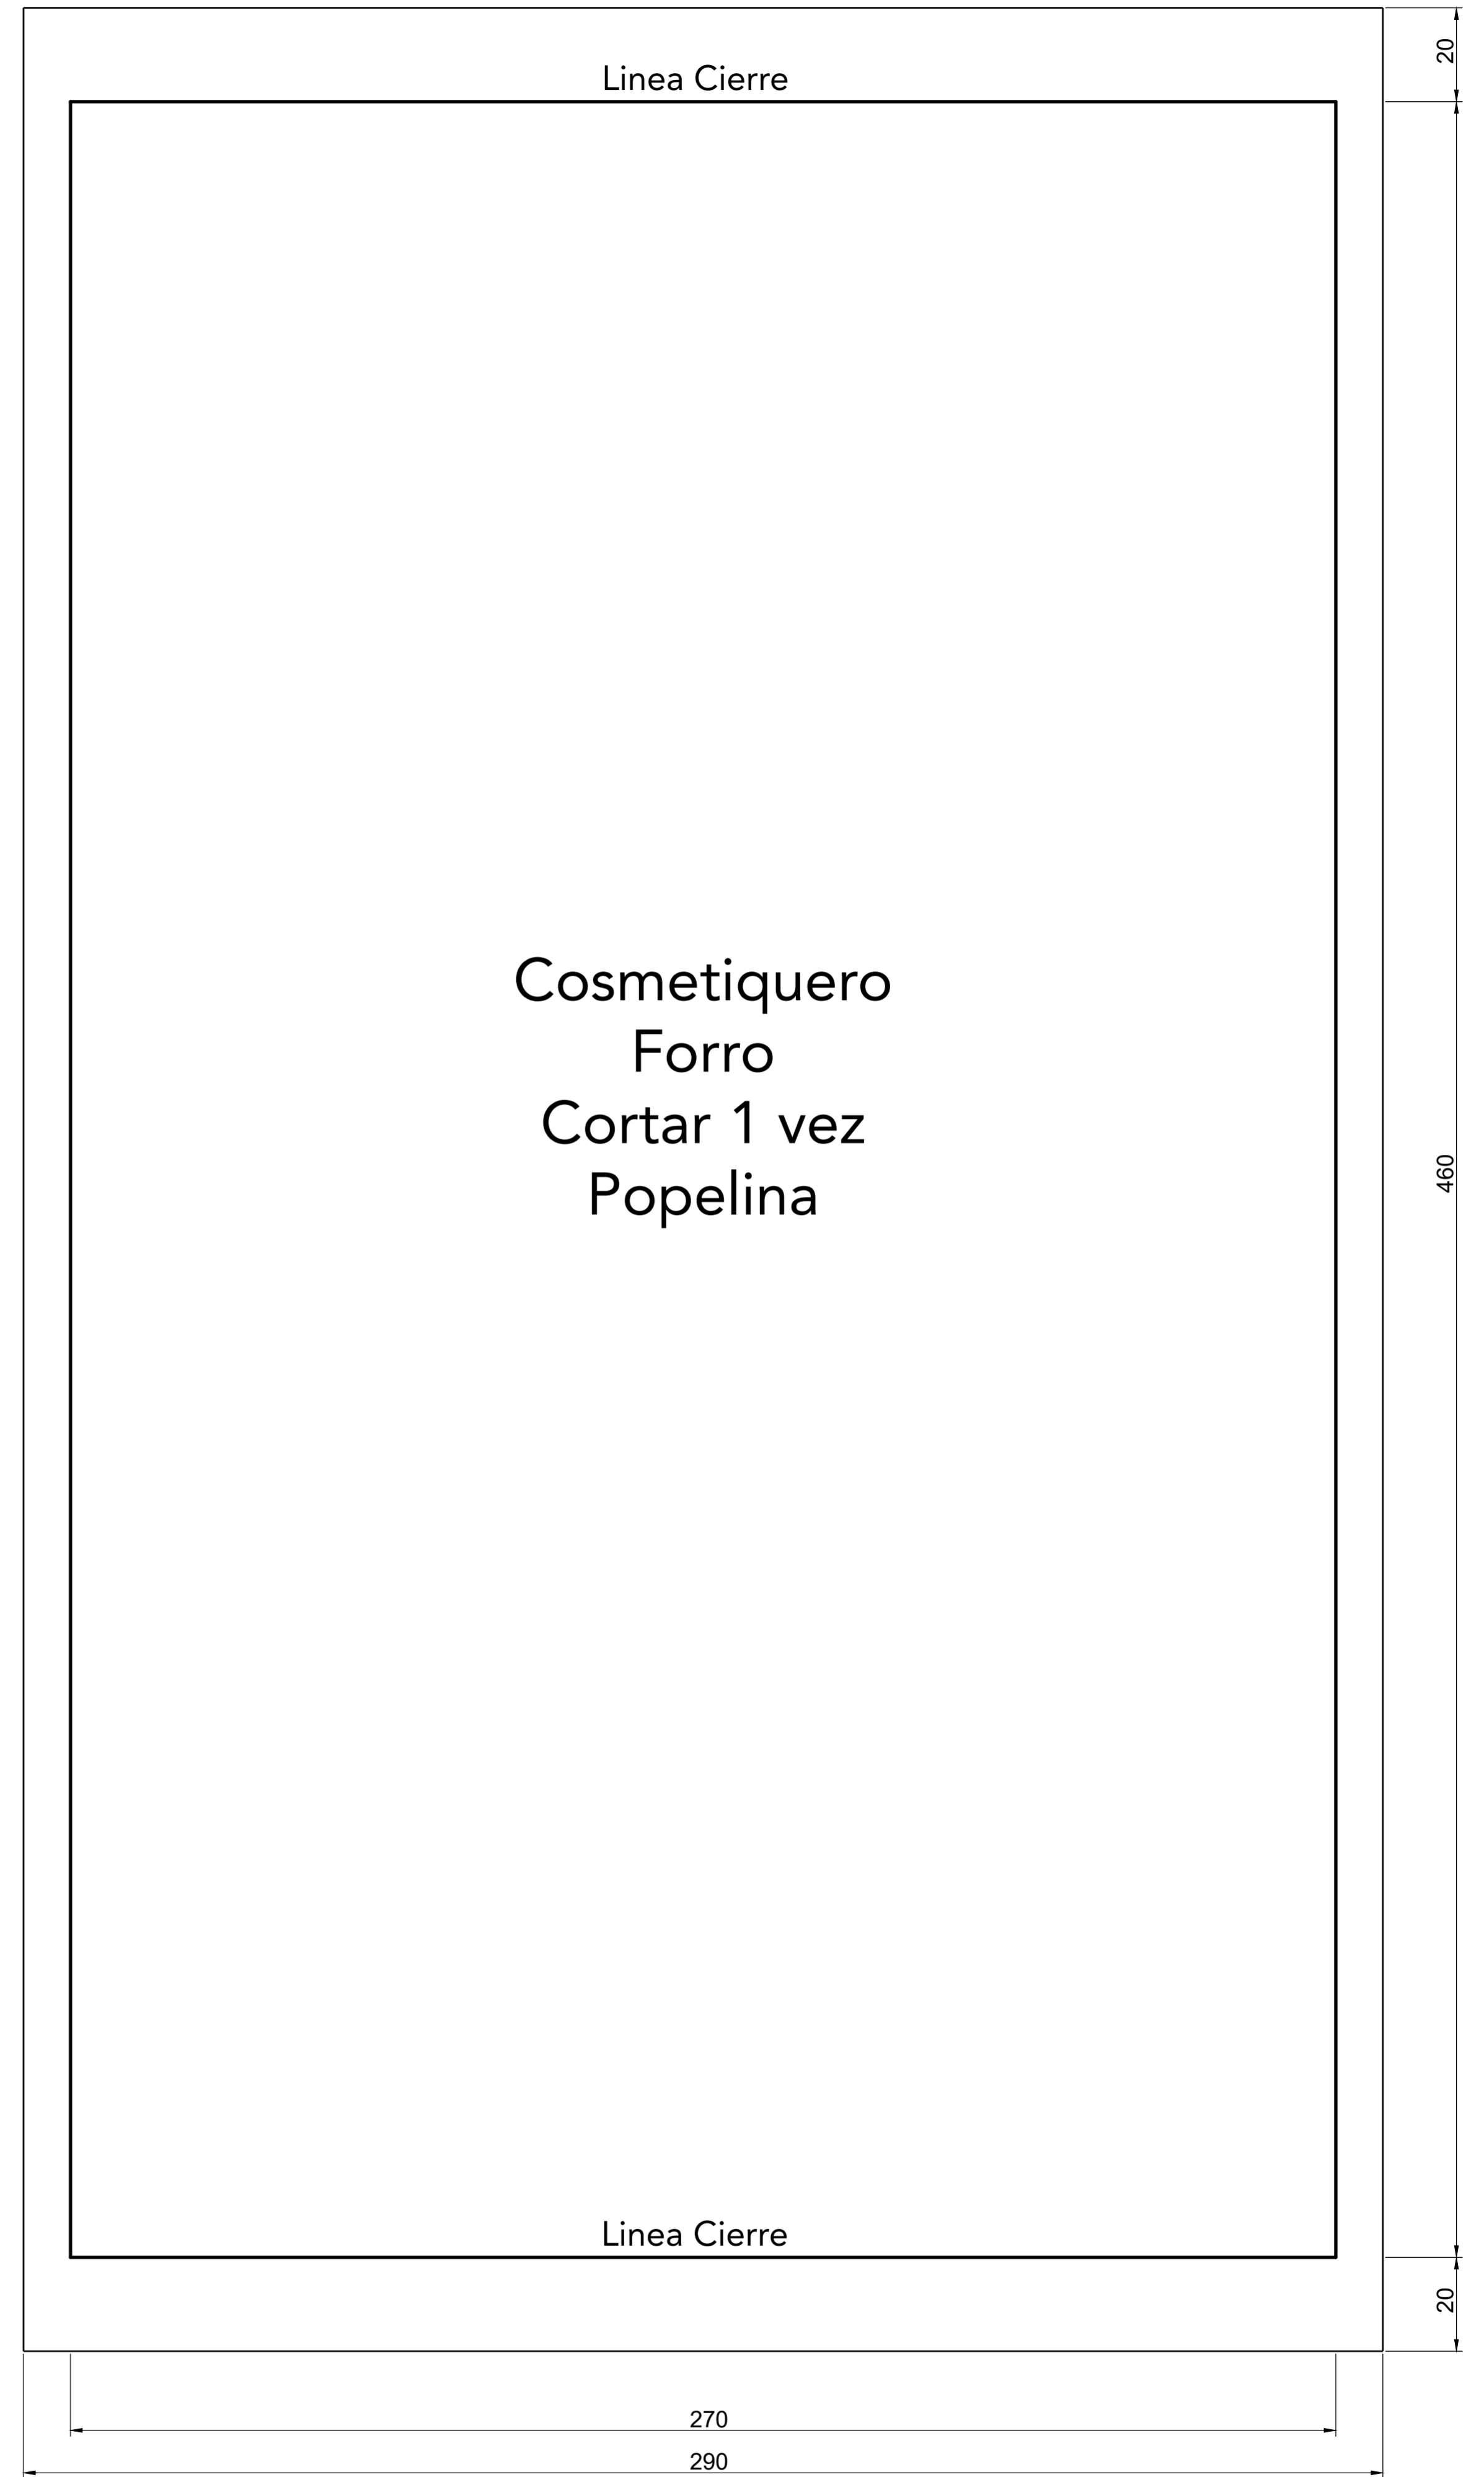 20
Linea Cierre
Cosmetiquero
Forro
Cortar 1 vez
Popelina
460
Linea Cierre
20
270
290